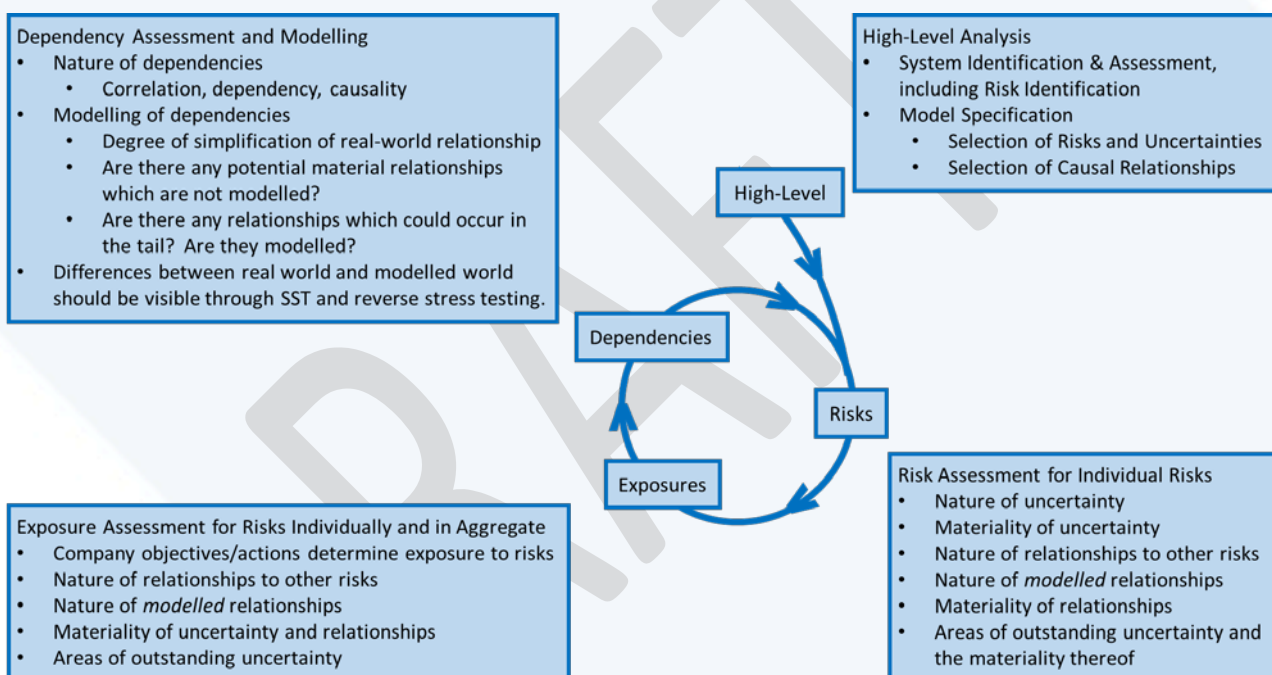 Dependency Assessment and Modelling
• Nature of dependencies
• Correlation, dependency, causality
• Modelling of dependencies
• Degree of simplification of real-world relationship
• Are there any potential material relationships
which are not modelled?
• Are there any relationships which could occur in
the tail? Are they modelled?
• Differences between real world and modelled world
should be visible through SST and reverse stress testing.
High-Level Analysis
• System Identification & Assessment,
including Risk Identification
• Model Specification
• Selection of Risks and Uncertainties
• Selection of Causal Relationships
High-Level
Dependencies
Risks
Exposures
Exposure Assessment for Risks Individually and in Aggregate
• Company objectives/actions determine exposure to risks
• Nature of relationships to other risks
• Nature of modelled relationships
• Materiality of uncertainty and relationships
• Areas of outstanding uncertainty
Risk Assessment for Individual Risks
• Nature of uncertainty
• Materiality of uncertainty
• Nature of relationships to other risks
• Nature of modelled relationships
• Materiality of relationships
• Areas of outstanding uncertainty and
the materiality thereof
DRAFT